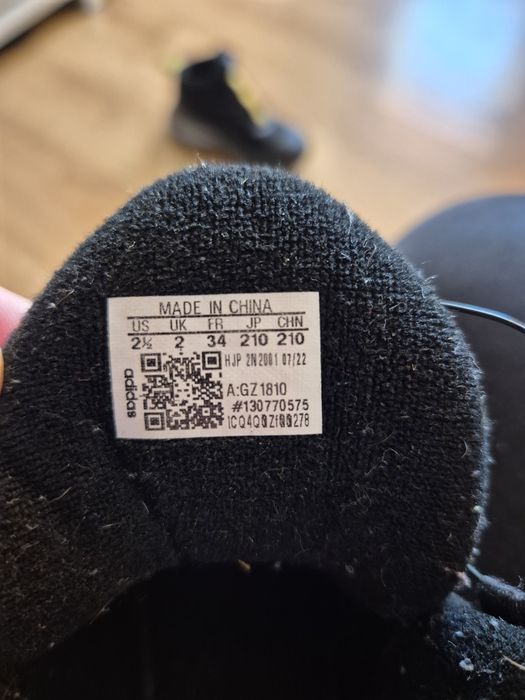 MADE IN CHINA
US UK FR JP CHN
2½ 2 34 210 210
HJP 2N2001 07/22
A:GZ1810
#130770575
adidas